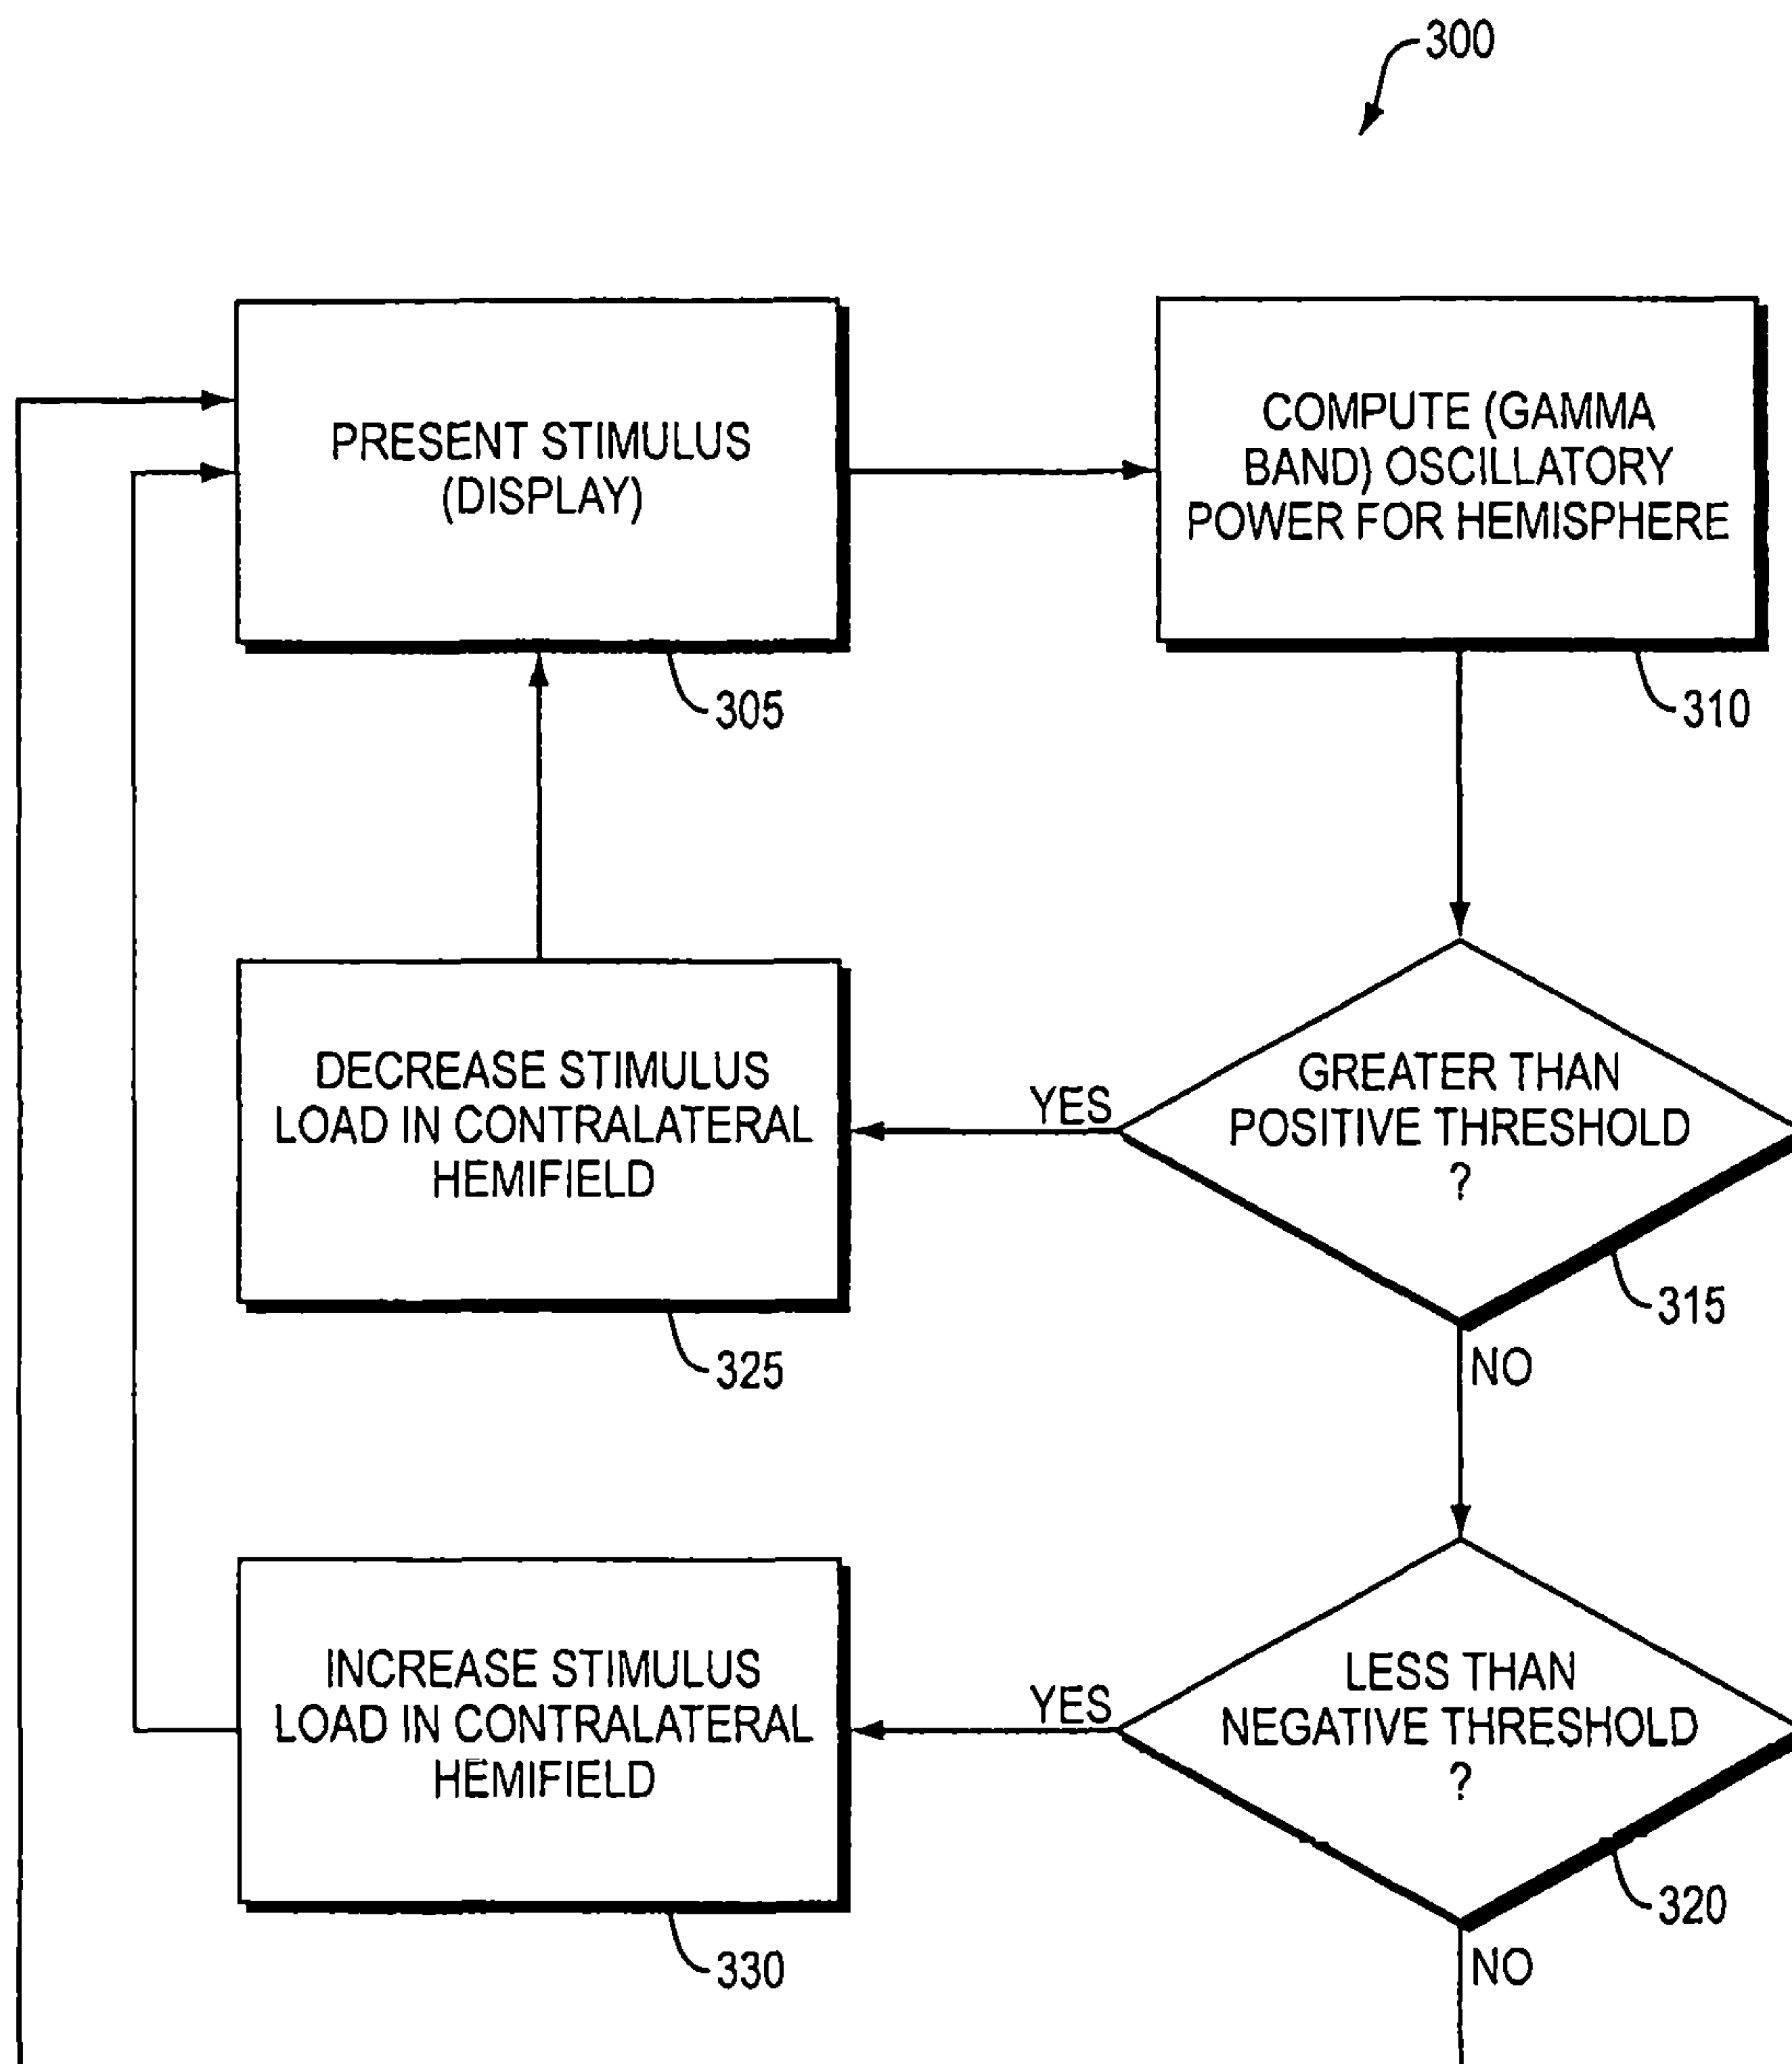 300
PRESENT STIMULUS
(DISPLAY)
305
COMPUTE (GAMMA
BAND) OSCILLATORY
POWER FOR HEMISPHERE
310
GREATER THAN
POSITIVE THRESHOLD
?
315
YES
NO
DECREASE STIMULUS
LOAD IN CONTRALATERAL
HEMIFIELD
325
LESS THAN
NEGATIVE THRESHOLD
?
320
YES
NO
INCREASE STIMULUS
LOAD IN CONTRALATERAL
HEMIFIELD
330